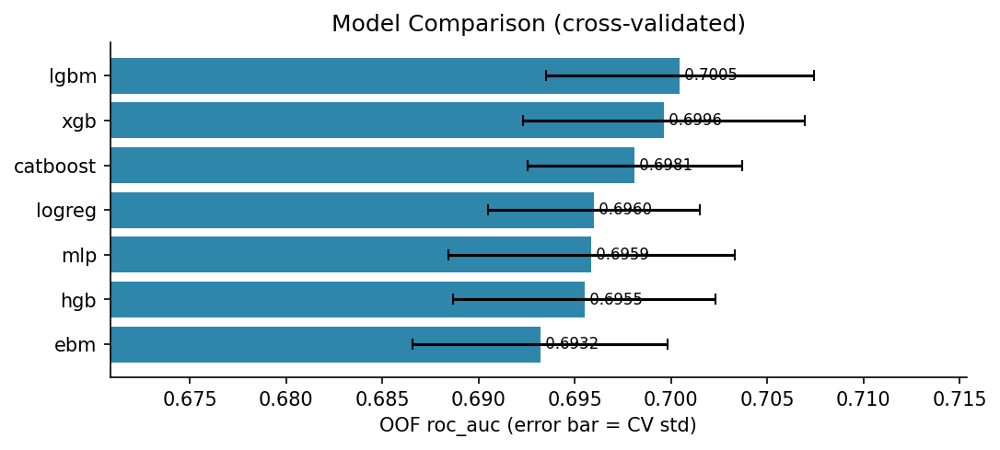 Model Comparison (cross-validated)
lgbm 0.7005
xgb 0.6996
catboost 0.6981
logreg 0.6960
mlp 0.6959
hgb 0.6955
ebm 0.6932
0.675 0.680 0.685 0.690 0.695 0.700 0.705 0.710 0.715
OOF roc_auc (error bar = CV std)